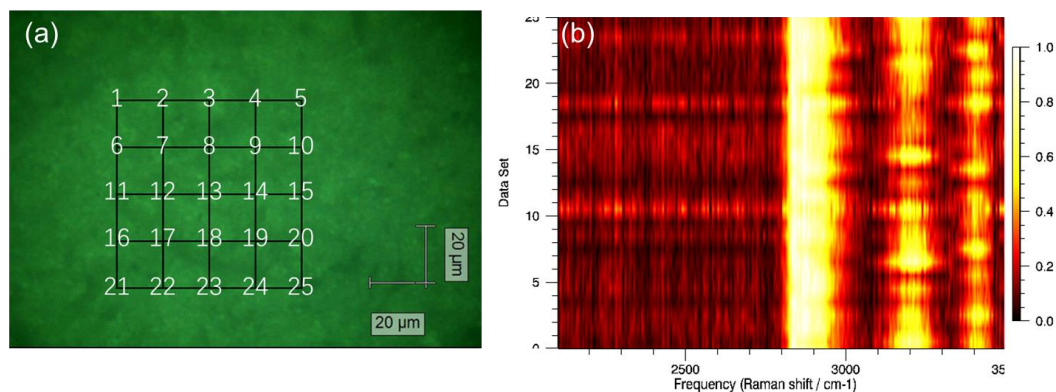 (a)
1 2 3 4 5
6 7 8 9 10
11 12 13 14 15
16 17 18 19 20
21 22 23 24 25
20 µm
20 µm
(b)
25
20
15
10
5
0
Data Set
2500 3000 35
Frequency (Raman shift / cm-1)
1.0
0.8
0.6
0.4
0.2
0.0